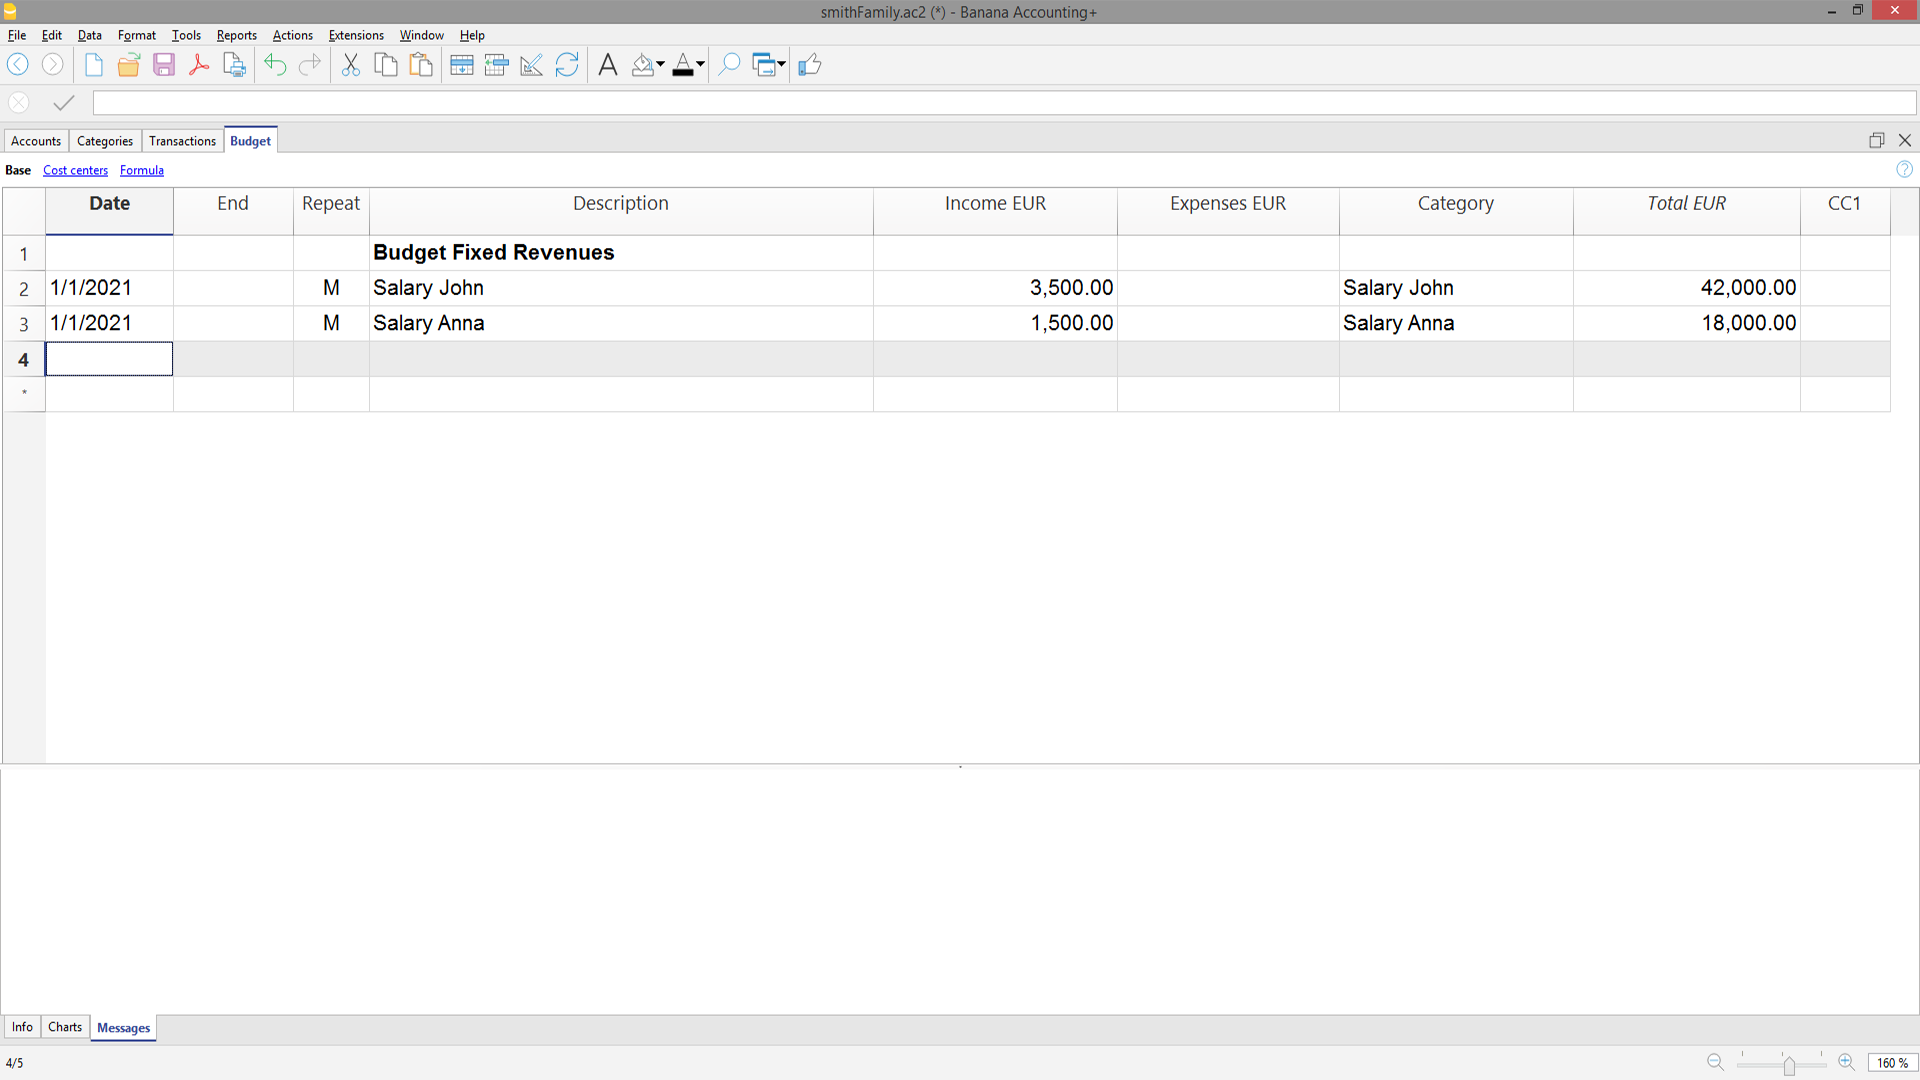 smithFamily.ac2 (*) - Banana Accounting+
File Edit Data Format Tools Reports Actions Extensions Window Help
Accounts Categories Transactions Budget
Base Cost centers Formula
Date End Repeat Description Income EUR Expenses EUR Category Total EUR CC1
1 Budget Fixed Revenues
2 1/1/2021 M Salary John 3,500.00 Salary John 42,000.00
3 1/1/2021 M Salary Anna 1,500.00 Salary Anna 18,000.00
4
*
Info Charts Messages
4/5 160 %